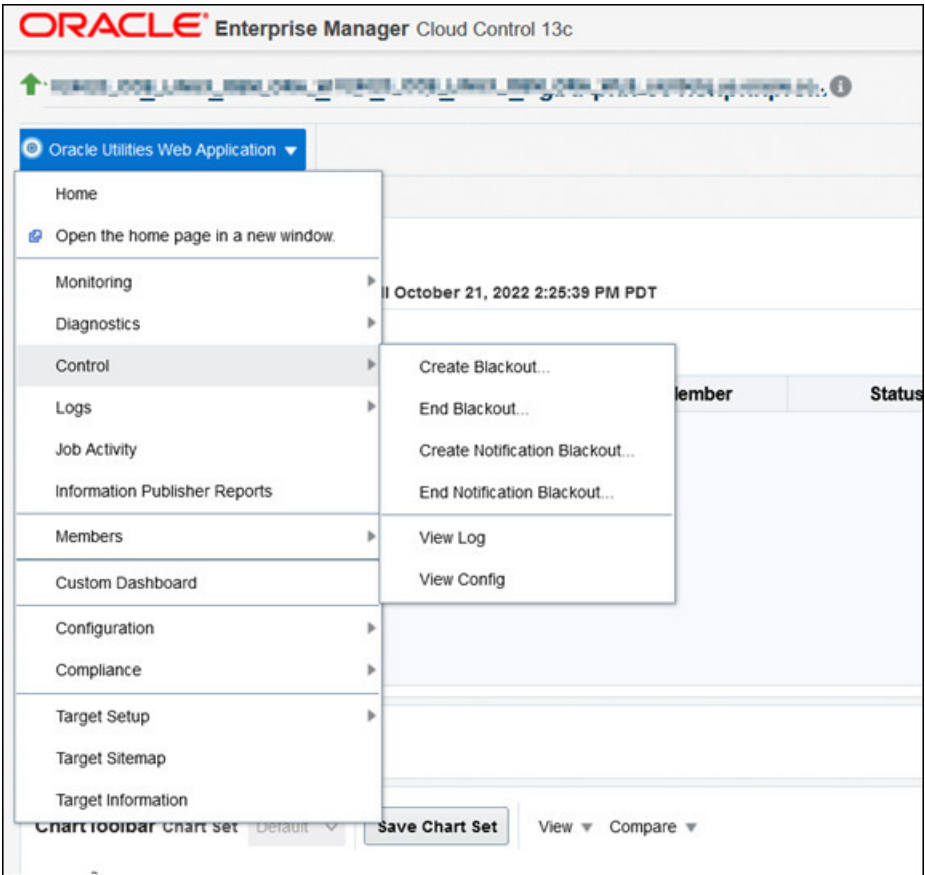 ORACLE® Enterprise Manager Cloud Control 13c
Oracle Utilities Web Application
Home
Open the home page in a new window.
Monitoring
October 21, 2022 2:25:39 PM PDT
Diagnostics
Control
Create Blackout...
Status
Logs
End Blackout...
Job Activity
Create Notification Blackout...
Information Publisher Reports
End Notification Blackout...
Members
View Log
Custom Dashboard
View Config
Configuration
Compliance
Target Setup
Target Sitemap
Target Information
ChartToolbar Chart Set Default Save Chart Set View Compare